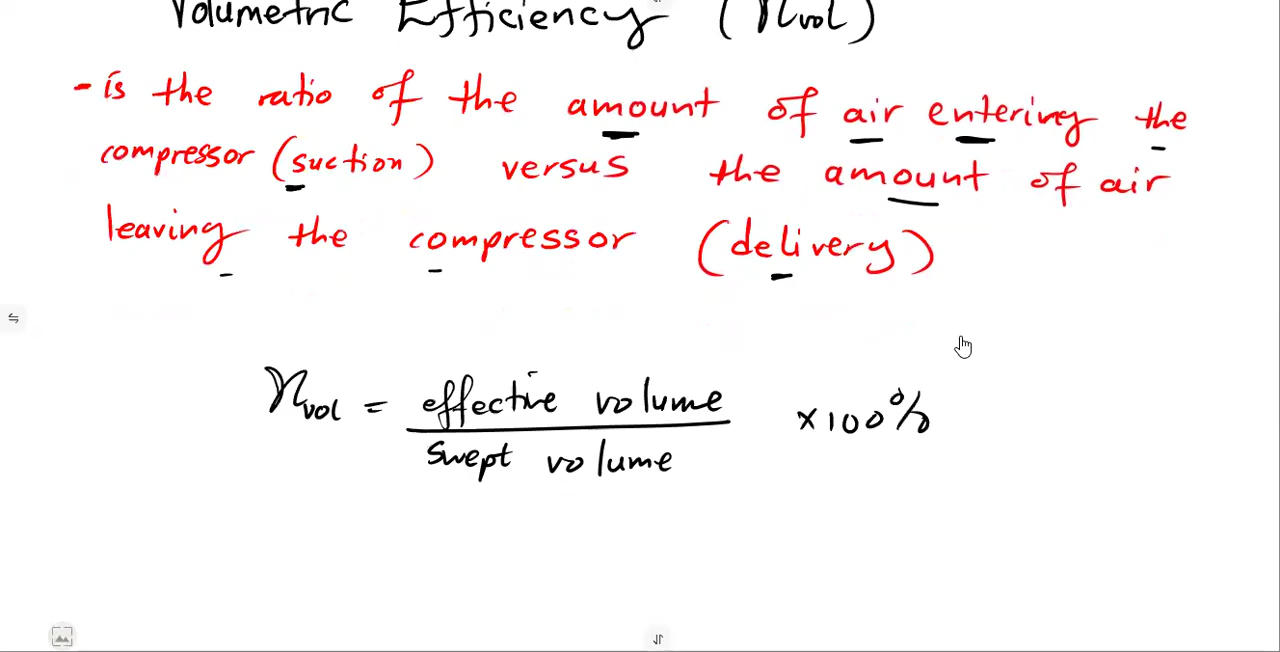 Volumetric Efficiency (ηvol)
- is the ratio of the amount of air entering the
compressor (suction) versus the amount of air
leaving the compressor (delivery)
ηvol = effective volume / swept volume ×100%